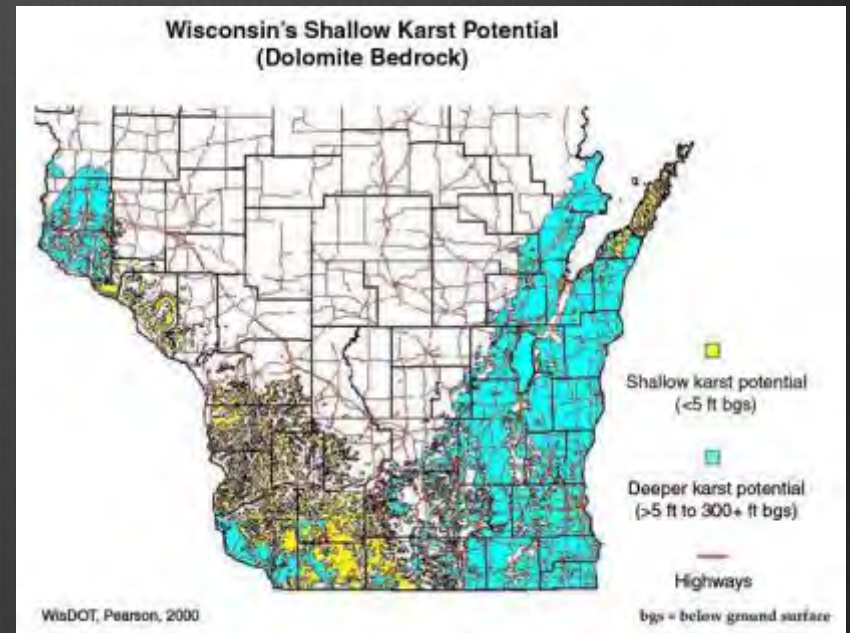 Wisconsin's Shallow Karst Potential
(Dolomite Bedrock)
Shallow karst potential
(<5 ft bgs)
Deeper karst potential
(>5 ft to 300+ ft bgs)
Highways
WisDOT, Pearson, 2000
bgs = below ground surface